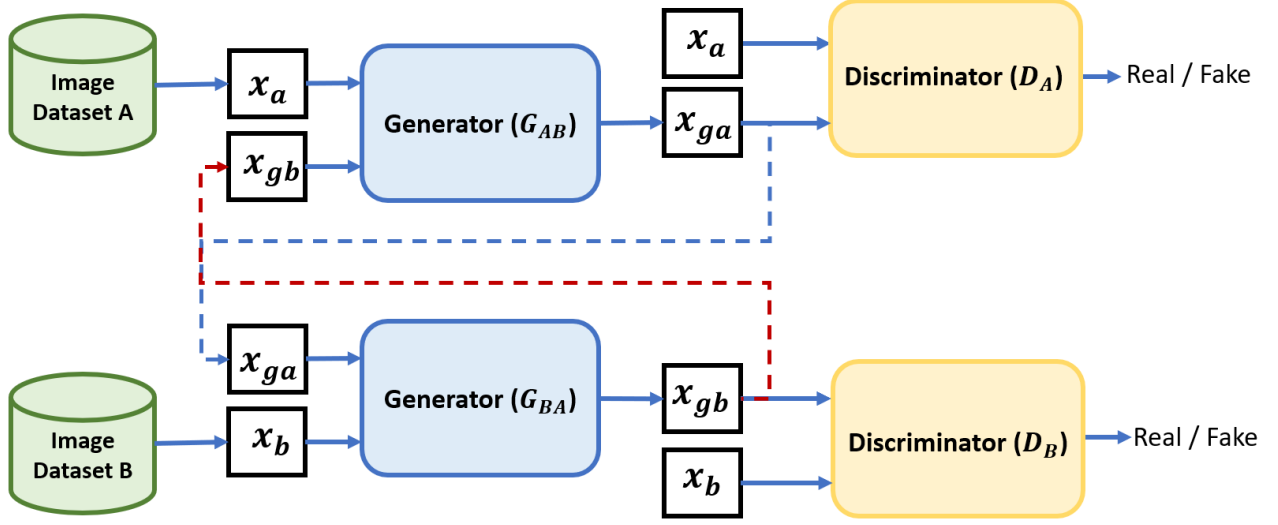 Image
Dataset A
x_a
x_gb
Generator (G_AB)
x_a
x_ga
Discriminator (D_A)
Real / Fake
x_ga
x_b
Image
Dataset B
Generator (G_BA)
x_gb
x_b
Discriminator (D_B)
Real / Fake